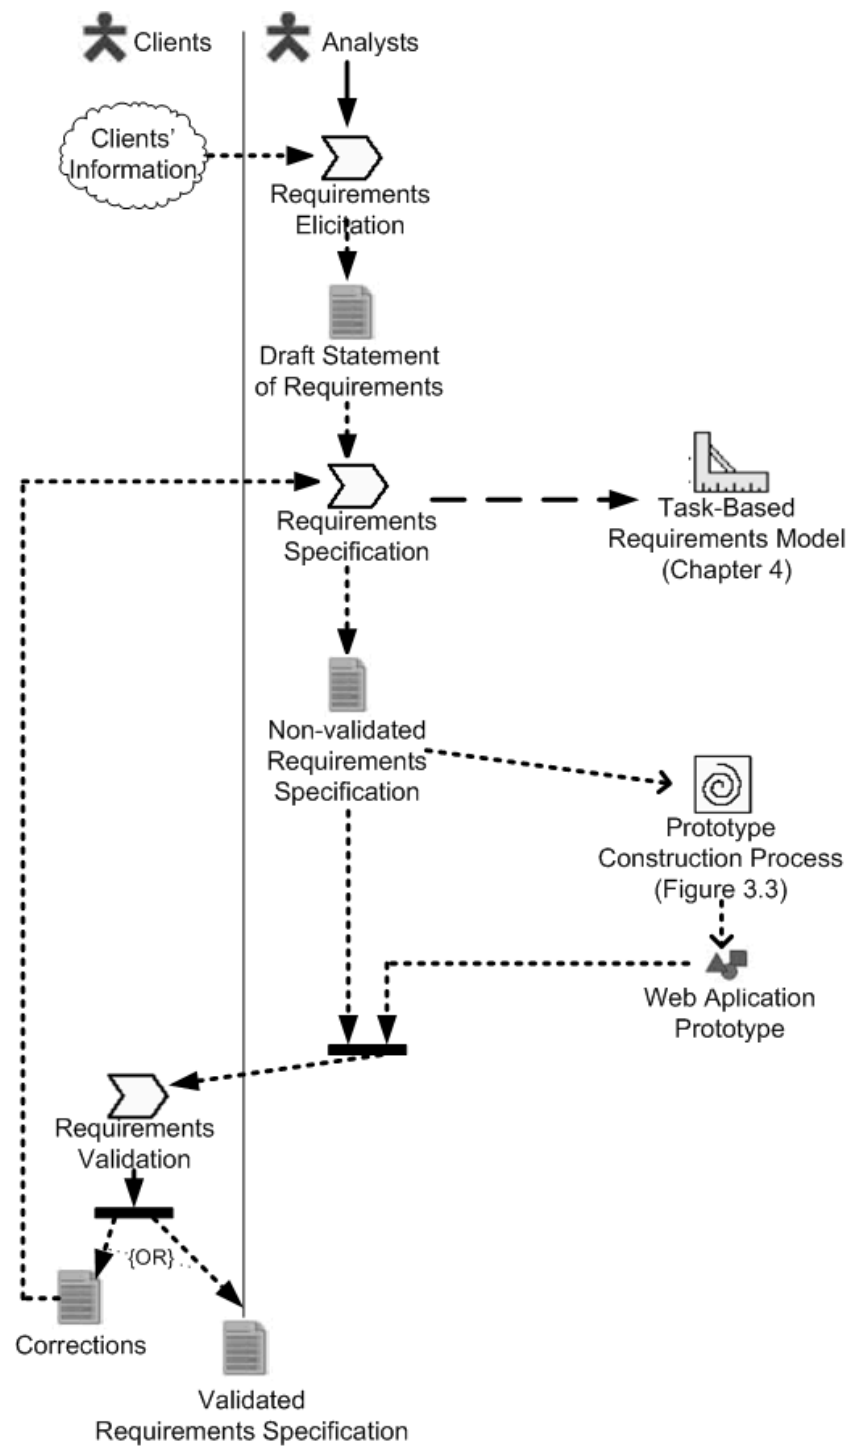 Clients
Analysts
Clients'
Information
Requirements
Elicitation
Draft Statement
of Requirements
Requirements
Specification
Task-Based
Requirements Model
(Chapter 4)
Non-validated
Requirements
Specification
Prototype
Construction Process
(Figure 3.3)
Web Aplication
Prototype
Requirements
Validation
{OR}
Corrections
Validated
Requirements Specification